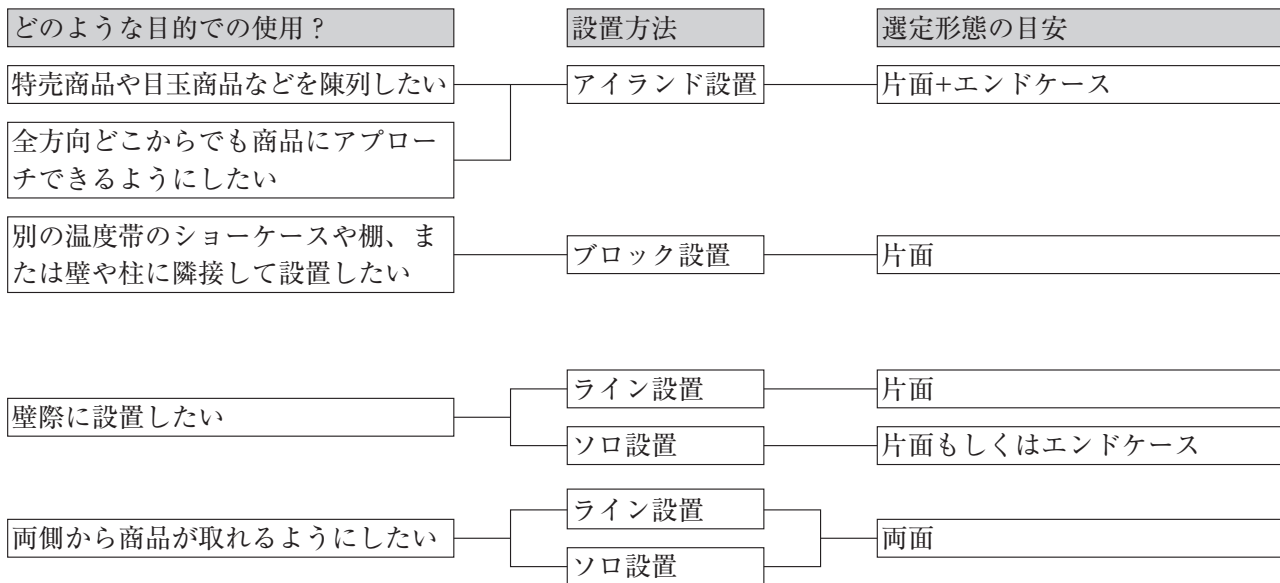 どのような目的での使用？
設置方法
選定形態の目安
特売商品や目玉商品などを陳列したい
アイランド設置
片面+エンドケース
全方向どこからでも商品にアプロー
チできるようにしたい
別の温度帯のショーケースや棚、ま
たは壁や柱に隣接して設置したい
ブロック設置
片面
壁際に設置したい
ライン設置
片面
ソロ設置
片面もしくはエンドケース
両側から商品が取れるようにしたい
ライン設置
ソロ設置
両面